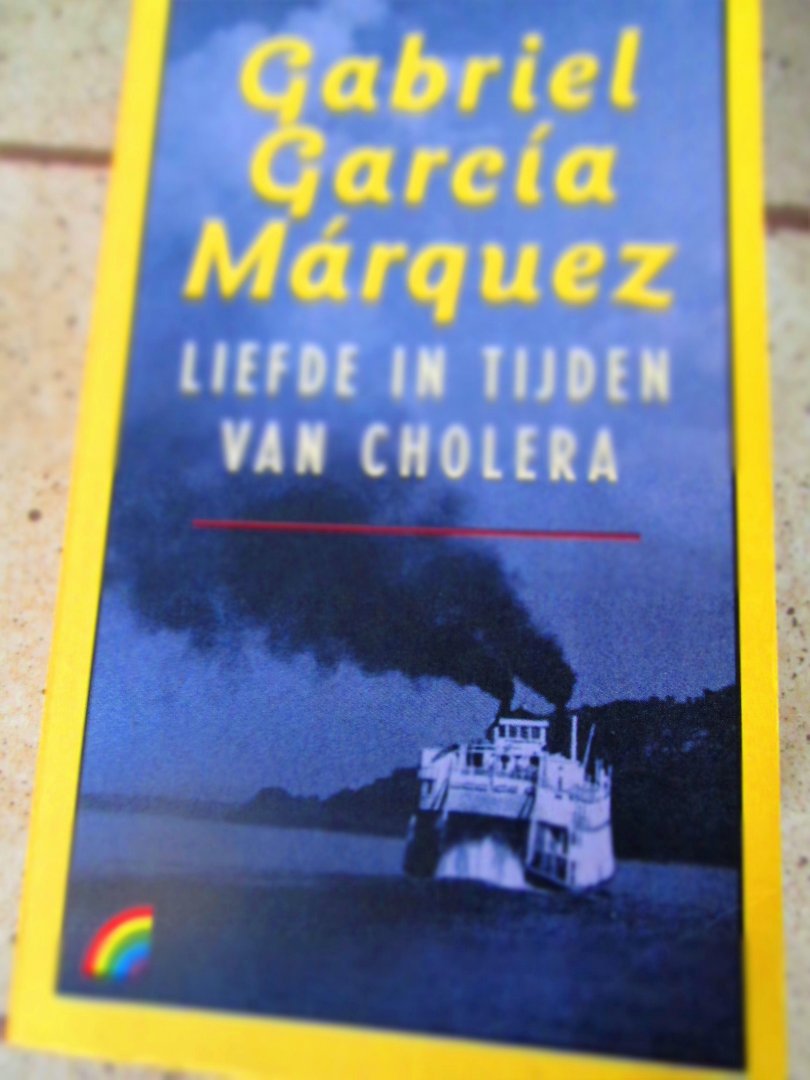 Gabriel
García
Márquez
LIEFDE IN TIJDEN
VAN CHOLERA